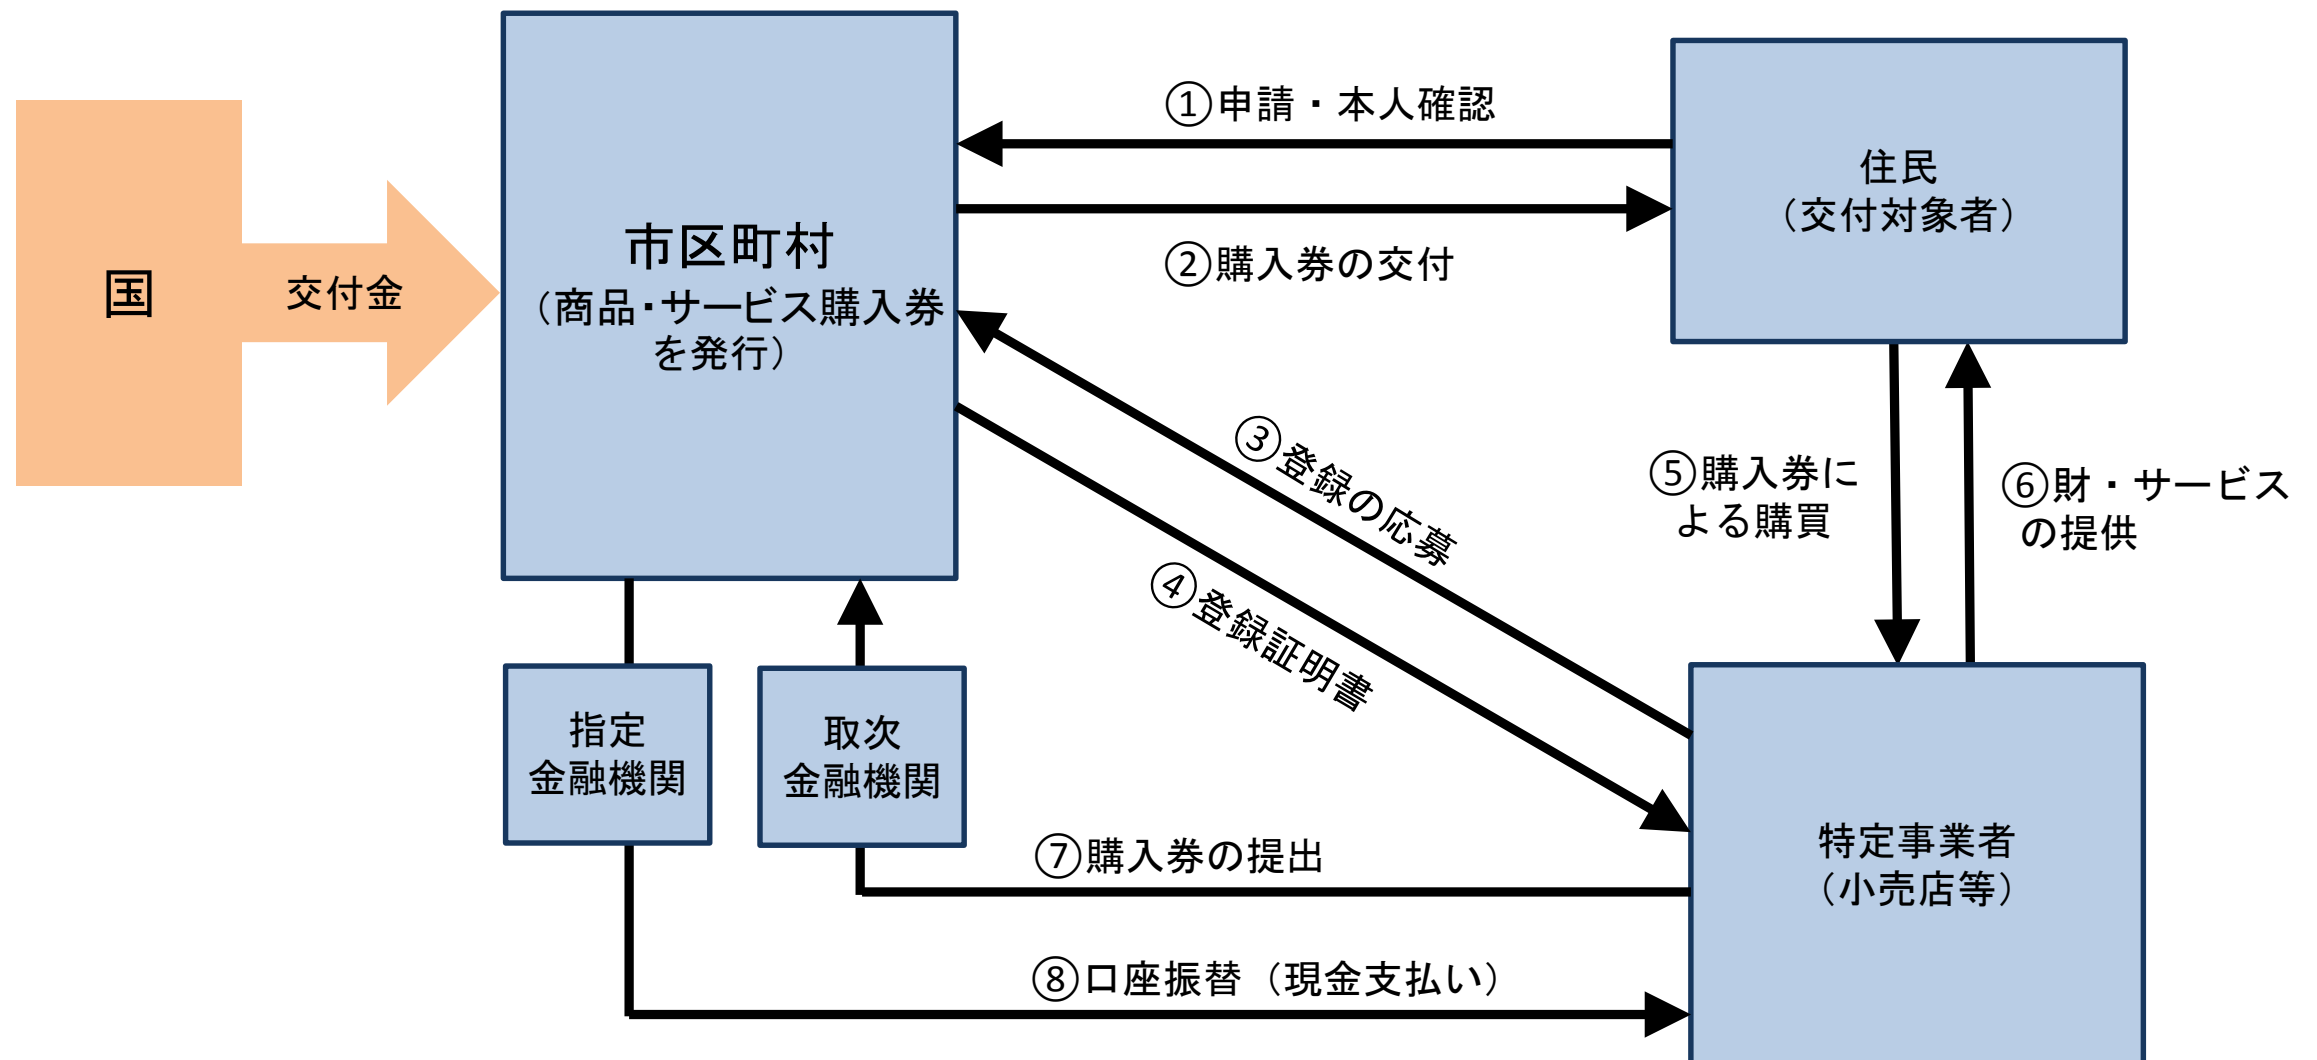 国
交付金
市区町村
（商品・サービス購入券
を発行）
①申請・本人確認
②購入券の交付
住民
（交付対象者）
③登録の応募
④登録証明書
⑤購入券に
よる購買
⑥財・サービス
の提供
指定
金融機関
取次
金融機関
⑦購入券の提出
⑧口座振替（現金支払い）
特定事業者
（小売店等）